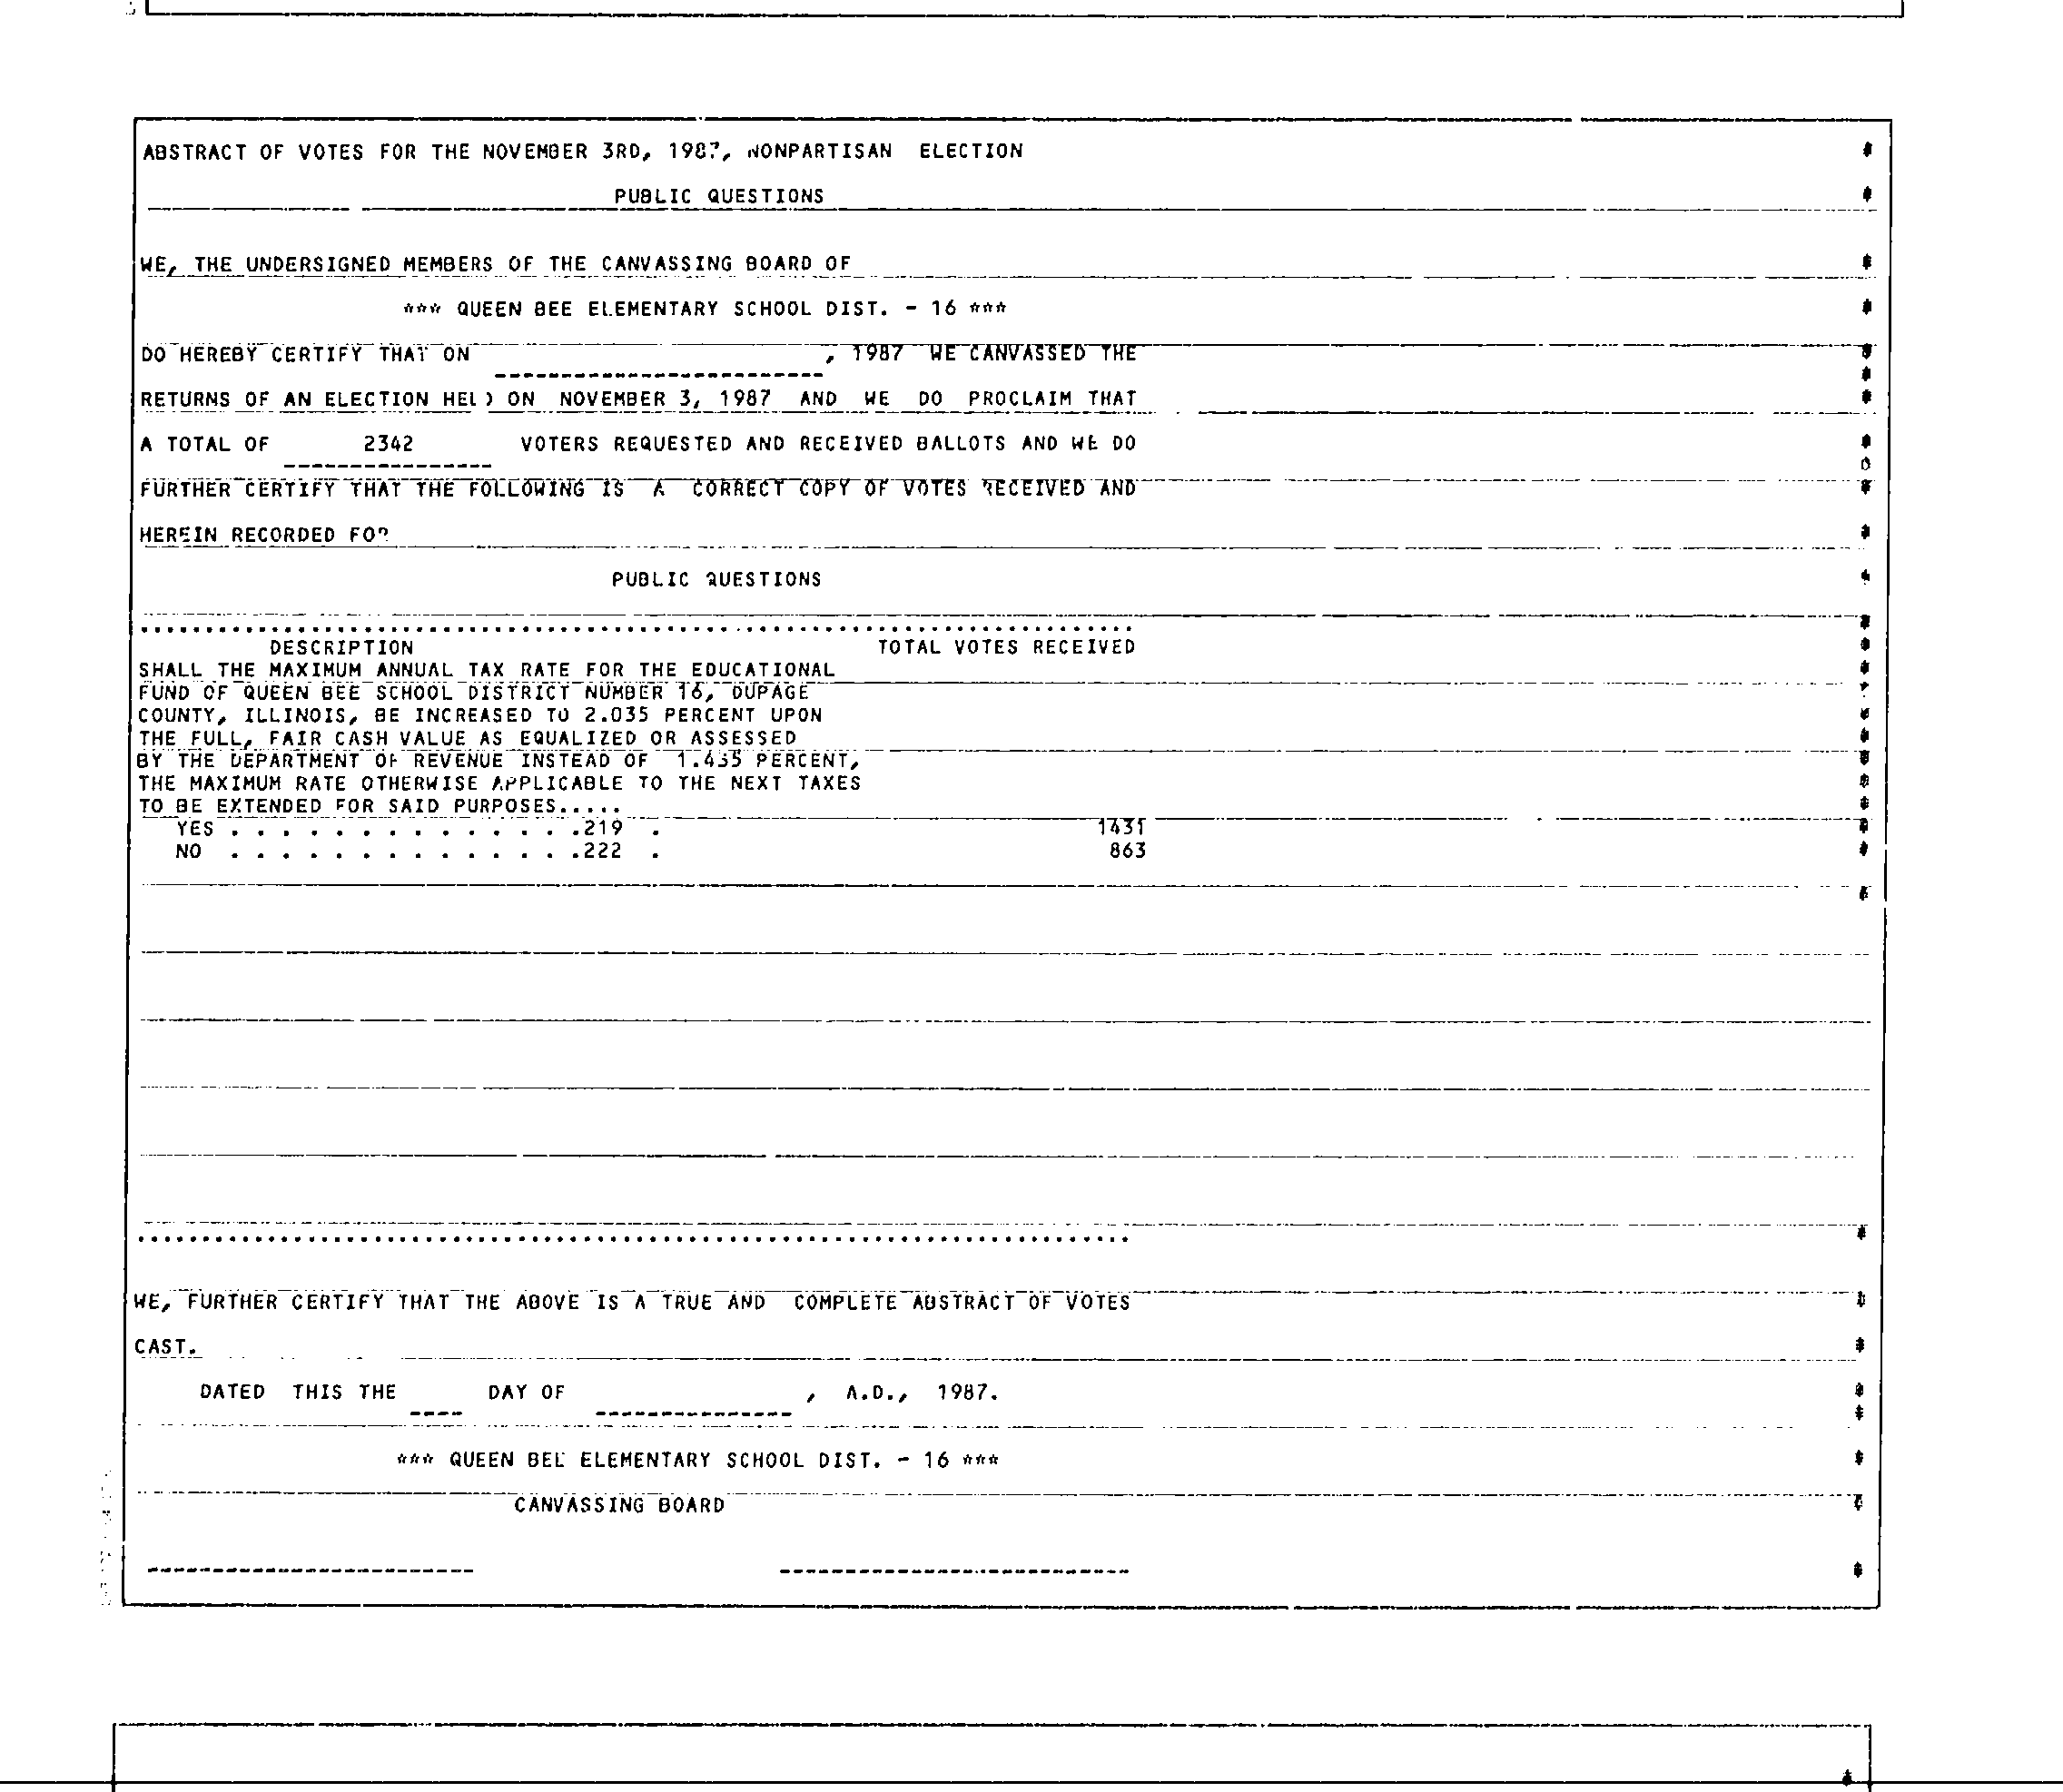 ABSTRACT OF VOTES FOR THE NOVEMBER 3RD, 1987, NONPARTISAN ELECTION
PUBLIC QUESTIONS
WE, THE UNDERSIGNED MEMBERS OF THE CANVASSING BOARD OF
*** QUEEN BEE ELEMENTARY SCHOOL DIST. - 16 ***
DO HEREBY CERTIFY THAT ON , 1987 WE CANVASSED THE
RETURNS OF AN ELECTION HELD ON NOVEMBER 3, 1987 AND WE DO PROCLAIM THAT
A TOTAL OF 2342 VOTERS REQUESTED AND RECEIVED BALLOTS AND WE DO
FURTHER CERTIFY THAT THE FOLLOWING IS A CORRECT COPY OF VOTES RECEIVED AND
HEREIN RECORDED FOR
PUBLIC QUESTIONS
DESCRIPTION TOTAL VOTES RECEIVED
SHALL THE MAXIMUM ANNUAL TAX RATE FOR THE EDUCATIONAL
FUND OF QUEEN BEE SCHOOL DISTRICT NUMBER 16, DUPAGE
COUNTY, ILLINOIS, BE INCREASED TO 2.035 PERCENT UPON
THE FULL, FAIR CASH VALUE AS EQUALIZED OR ASSESSED
BY THE DEPARTMENT OF REVENUE INSTEAD OF 1.435 PERCENT,
THE MAXIMUM RATE OTHERWISE APPLICABLE TO THE NEXT TAXES
TO BE EXTENDED FOR SAID PURPOSES.....
YES . . . . . . . . . . . . . .219 . 1431
NO . . . . . . . . . . . . . .222 . 863
WE, FURTHER CERTIFY THAT THE ABOVE IS A TRUE AND COMPLETE ABSTRACT OF VOTES
CAST.
DATED THIS THE ____ DAY OF _______________ , A.D., 1987.
*** QUEEN BEE ELEMENTARY SCHOOL DIST. - 16 ***
CANVASSING BOARD